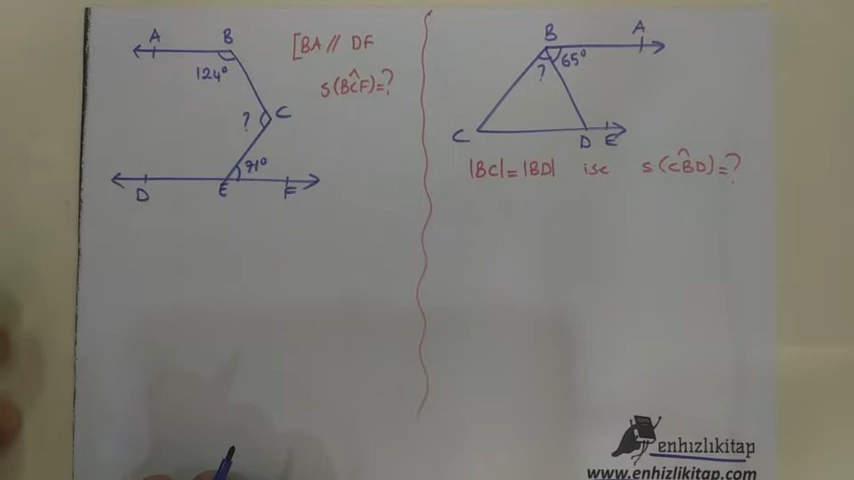 A B
[BA // DF
124°
s(BĈF)=?
? C
71°
D E F
B A
65°
?
C D E
|BC|=|BD| ise s(CB̂D)=?
enhızlıkitap
www.enhizlikitap.com